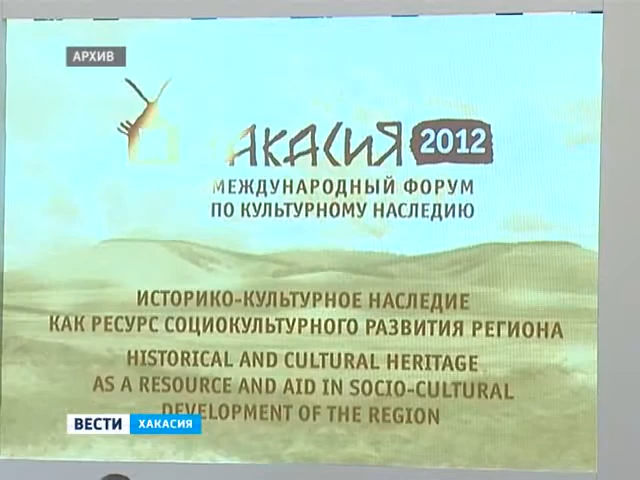 АРХИВ
АКАСИЯ 2012
МЕЖДУНАРОДНЫЙ ФОРУМ
ПО КУЛЬТУРНОМУ НАСЛЕДИЮ
ИСТОРИКО-КУЛЬТУРНОЕ НАСЛЕДИЕ
КАК РЕСУРС СОЦИОКУЛЬТУРНОГО РАЗВИТИЯ РЕГИОНА
HISTORICAL AND CULTURAL HERITAGE
AS A RESOURCE AND AID IN SOCIO-CULTURAL
DEVELOPMENT OF THE REGION
ВЕСТИ ХАКАСИЯ